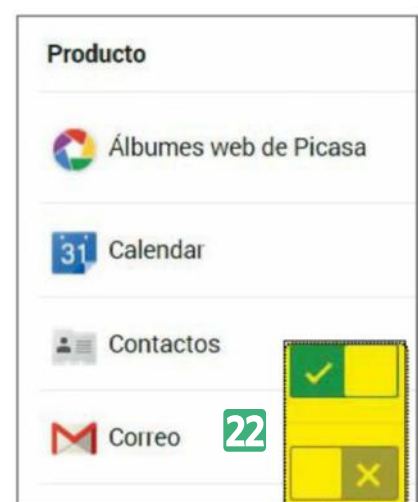 Producto
Álbumes web de Picasa
31 Calendar
Contactos
Correo 22